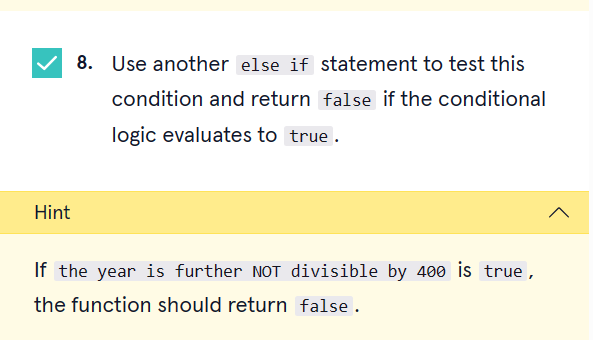 8. Use another else if statement to test this
condition and return false if the conditional
logic evaluates to true.
Hint
If the year is further NOT divisible by 400 is true,
the function should return false.